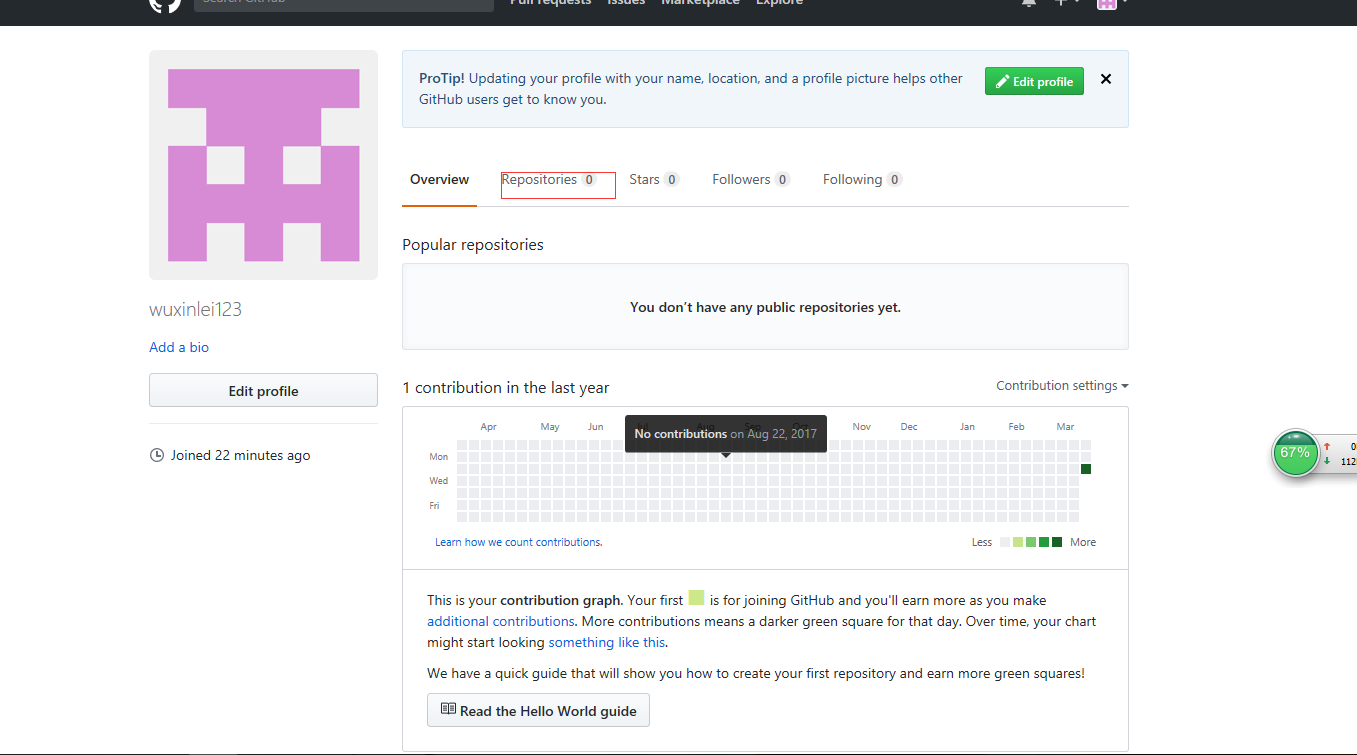 Search GitHub
Pull requests Issues Marketplace Explore
ProTip! Updating your profile with your name, location, and a profile picture helps other
GitHub users get to know you.
Edit profile
Overview Repositories 0 Stars 0 Followers 0 Following 0
Popular repositories
You don’t have any public repositories yet.
wuxinlei123
Add a bio
Edit profile
Joined 22 minutes ago
1 contribution in the last year
Contribution settings
Apr May Jun Jul Aug Sep Oct Nov Dec Jan Feb Mar
No contributions on Aug 22, 2017
Mon
Wed
Fri
Learn how we count contributions.
Less More
This is your contribution graph. Your first is for joining GitHub and you'll earn more as you make
additional contributions. More contributions means a darker green square for that day. Over time, your chart
might start looking something like this.
We have a quick guide that will show you how to create your first repository and earn more green squares!
Read the Hello World guide
67%